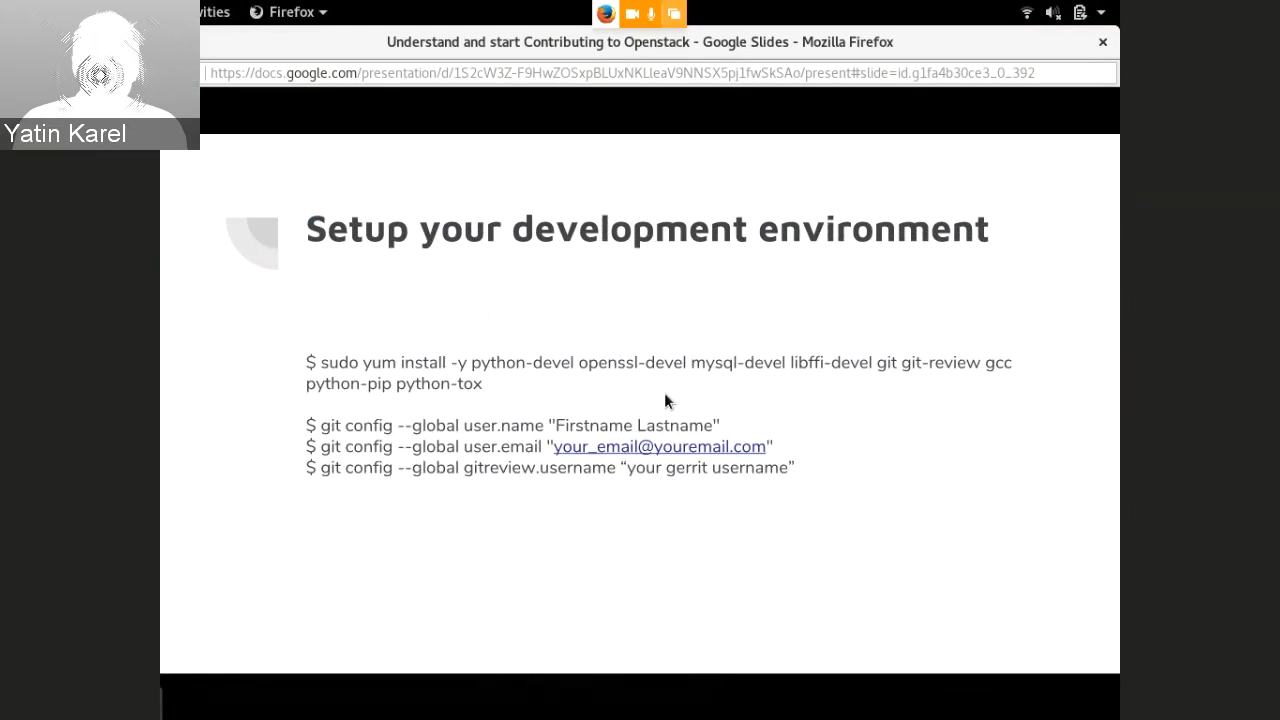 vities Firefox
Understand and start Contributing to Openstack - Google Slides - Mozilla Firefox ×
https://docs.google.com/presentation/d/1S2cW3Z-F9HwZOSxpBLUxNKLIeaV9NNSX5pj1fwSkSAo/present#slide=id.g1fa4b30ce3_0_392
Yatin Karel
Setup your development environment
$ sudo yum install -y python-devel openssl-devel mysql-devel libffi-devel git git-review gcc
python-pip python-tox
$ git config --global user.name "Firstname Lastname"
$ git config --global user.email "your_email@youremail.com"
$ git config --global gitreview.username “your gerrit username”